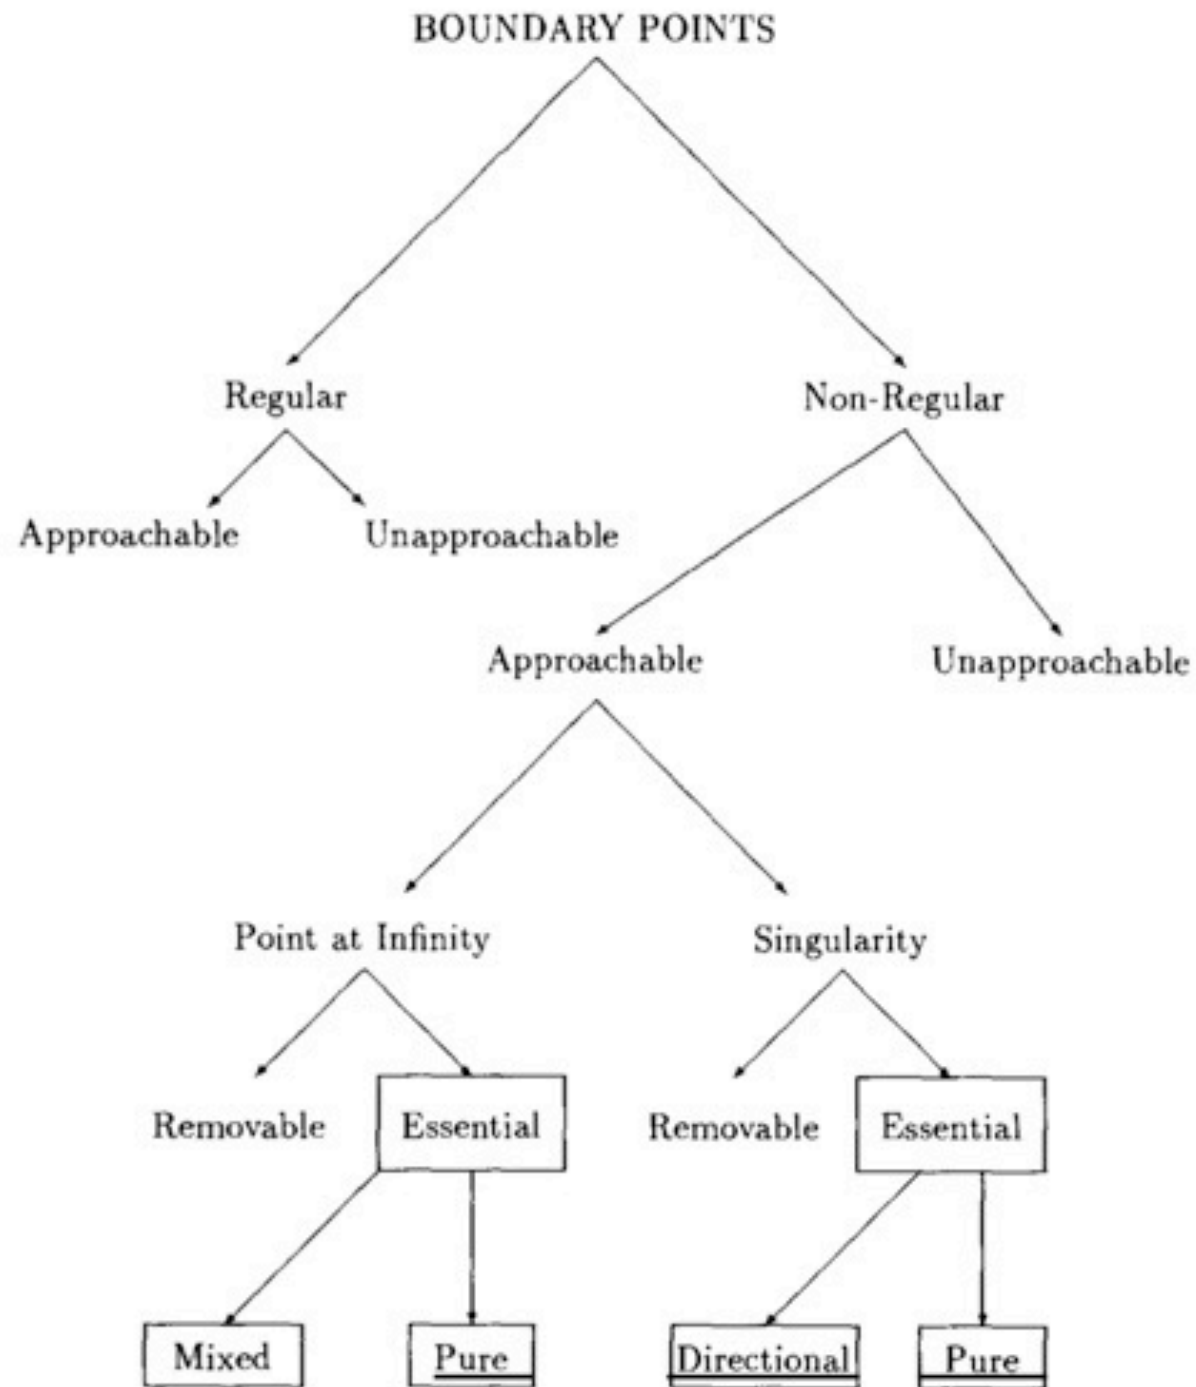 BOUNDARY POINTS
Regular Non-Regular
Approachable Unapproachable
Approachable Unapproachable
Point at Infinity Singularity
Removable Essential Removable Essential
Mixed Pure Directional Pure